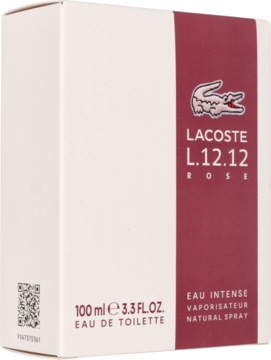 LACOSTE
L.12.12
ROSE
EAU INTENSE
VAPORISATEUR
NATURAL SPRAY
100 ml ℮ 3.3 FL.OZ.
EAU DE TOILETTE